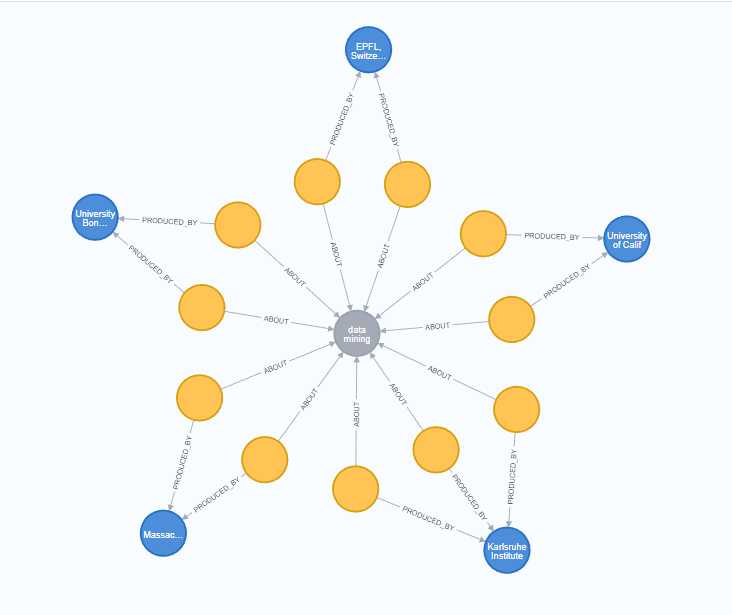 EPFL,
Switze...
PRODUCED_BY
PRODUCED_BY
University
Bon...
PRODUCED_BY
PRODUCED_BY
University
of Calif
PRODUCED_BY
PRODUCED_BY
ABOUT
ABOUT
ABOUT
ABOUT
ABOUT
ABOUT
data
mining
ABOUT
ABOUT
ABOUT
ABOUT
ABOUT
PRODUCED_BY
PRODUCED_BY
PRODUCED_BY
PRODUCED_BY
PRODUCED_BY
Massac...
Karlsruhe
Institute